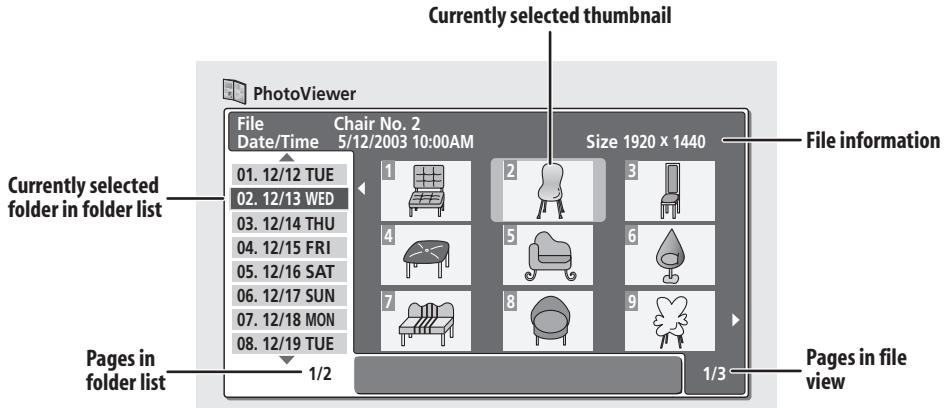 Currently selected thumbnail
PhotoViewer
File Chair No. 2
Date/Time 5/12/2003 10:00AM Size 1920 x 1440
File information
Currently selected
folder in folder list
01. 12/12 TUE
02. 12/13 WED
03. 12/14 THU
04. 12/15 FRI
05. 12/16 SAT
06. 12/17 SUN
07. 12/18 MON
08. 12/19 TUE
1 2 3
4 5 6
7 8 9
Pages in
folder list
1/2
1/3
Pages in file
view